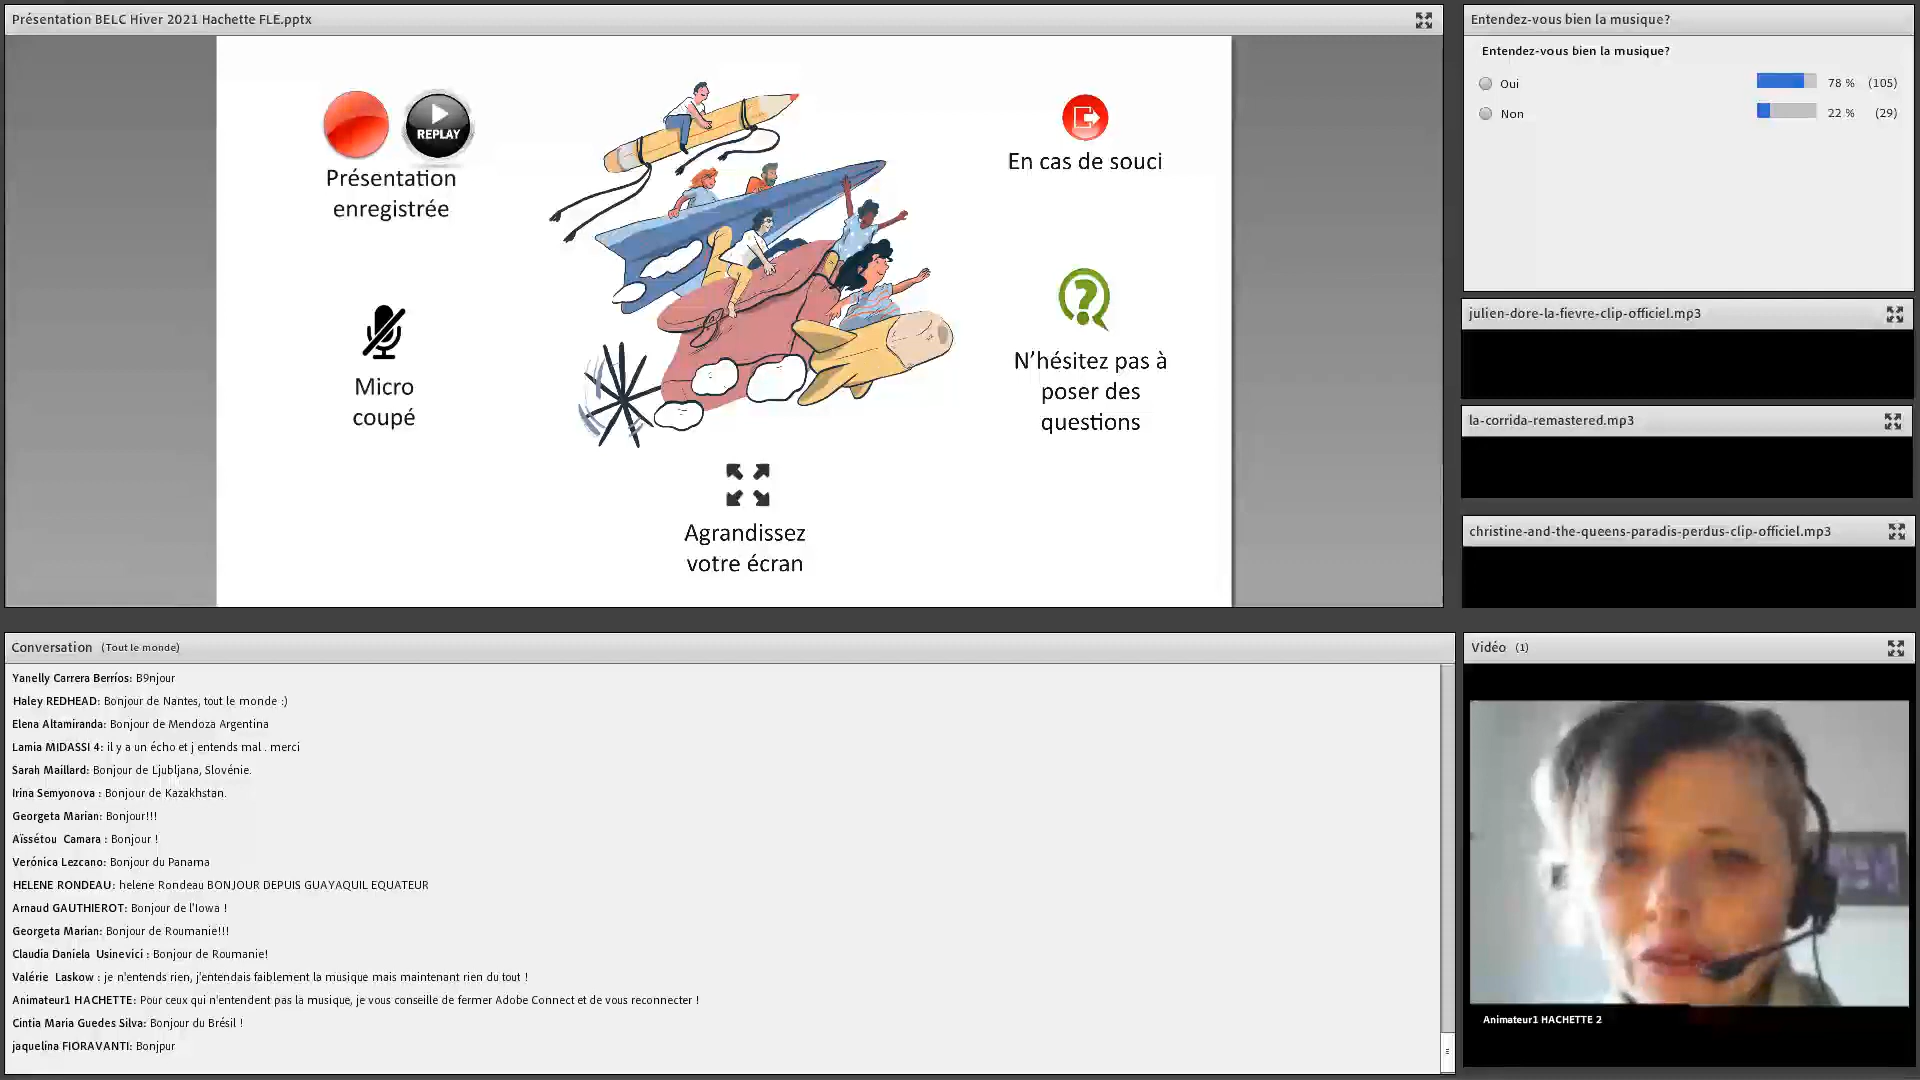 Présentation BELC Hiver 2021 Hachette FLE.pptx
REPLAY
Présentation
enregistrée
En cas de souci
Micro
coupé
N'hésitez pas à
poser des
questions
Agrandissez
votre écran
Entendez-vous bien la musique?
Entendez-vous bien la musique?
Oui 78 % (105)
Non 22 % (29)
julien-dore-la-fievre-clip-officiel.mp3
la-corrida-remastered.mp3
christine-and-the-queens-paradis-perdus-clip-officiel.mp3
Conversation (Tout le monde)
Yanelly Carrera Berríos: B9njour
Haley REDHEAD: Bonjour de Nantes, tout le monde :)
Elena Altamiranda: Bonjour de Mendoza Argentina
Lamia MIDASSI 4: il y a un écho et j entends mal . merci
Sarah Maillard: Bonjour de Ljubljana, Slovénie.
Irina Semyonova : Bonjour de Kazakhstan.
Georgeta Marian: Bonjour!!!
Aïssétou Camara : Bonjour !
Verónica Lezcano: Bonjour du Panama
HELENE RONDEAU: helene Rondeau BONJOUR DEPUIS GUAYAQUIL EQUATEUR
Arnaud GAUTHIEROT: Bonjour de l'Iowa !
Georgeta Marian: Bonjour de Roumanie!!!
Claudia Daniela Usinevici : Bonjour de Roumanie!
Valérie Laskow : je n'entends rien, j'entendais faiblement la musique mais maintenant rien du tout !
Animateur1 HACHETTE: Pour ceux qui n'entendent pas la musique, je vous conseille de fermer Adobe Connect et de vous reconnecter !
Cintia Maria Guedes Silva: Bonjour du Brésil !
jaquelina FIORAVANTI: Bonjpur
Vidéo (1)
Animateur1 HACHETTE 2